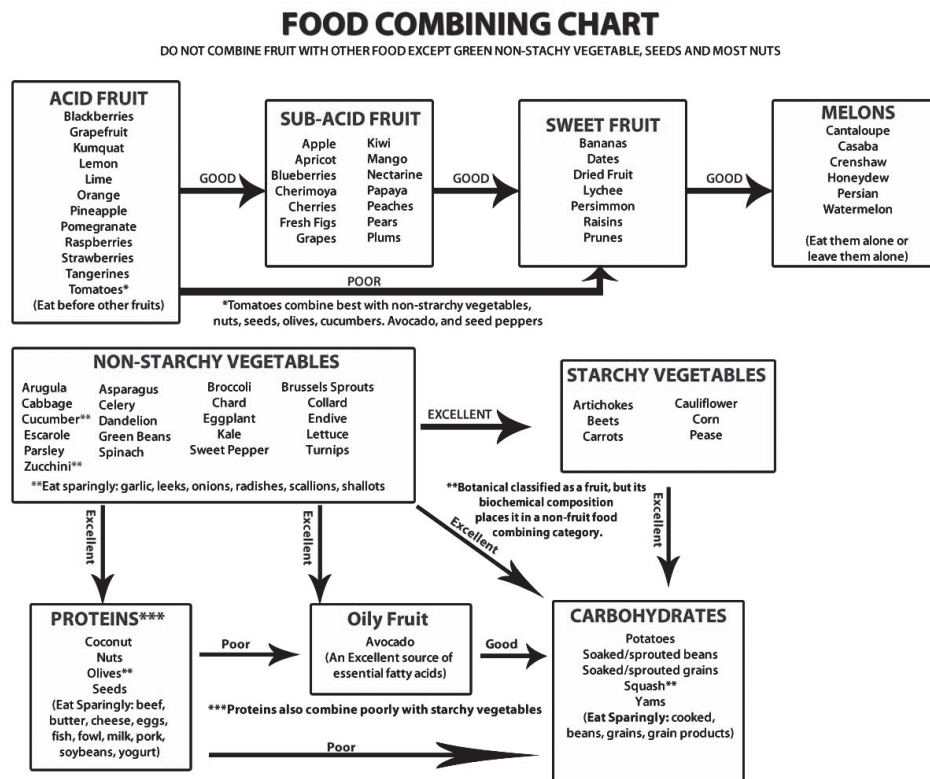 FOOD COMBINING CHART
DO NOT COMBINE FRUIT WITH OTHER FOOD EXCEPT GREEN NON-STACHY VEGETABLE, SEEDS AND MOST NUTS
ACID FRUIT
Blackberries
Grapefruit
Kumquat
Lemon
Lime
Orange
Pineapple
Pomegranate
Raspberries
Strawberries
Tangerines
Tomatoes*
(Eat before other fruits)
GOOD
SUB-ACID FRUIT
Apple
Apricot
Blueberries
Cherimoya
Cherries
Fresh Figs
Grapes
Kiwi
Mango
Nectarine
Papaya
Peaches
Pears
Plums
GOOD
SWEET FRUIT
Bananas
Dates
Dried Fruit
Lychee
Persimmon
Raisins
Prunes
GOOD
MELONS
Cantaloupe
Casaba
Crenshaw
Honeydew
Persian
Watermelon
(Eat them alone or
leave them alone)
POOR
*Tomatoes combine best with non-strarchy vegetables,
nuts, seeds, olives, cucumbers. Avocado, and seed peppers
NON-STARCHY VEGETABLES
Arugula
Cabbage
Cucumber**
Escarole
Parsley
Zucchini**
Asparagus
Celery
Dandelion
Green Beans
Spinach
Broccoli
Chard
Eggplant
Kale
Sweet Pepper
Brussels Sprouts
Collard
Endive
Lettuce
Turnips
**Eat sparingly: garlic, leeks, onions, radishes, scallions, shallots
EXCELLENT
STARCHY VEGETABLES
Artichokes
Beets
Carrots
Cauliflower
Corn
Pease
**Botanical classified as a fruit, but its
biochemical composition
places it in a non-fruit food
combining category.
Excellent
Excellent
Excellent
Excellent
PROTEINS***
Coconut
Nuts
Olives**
Seeds
(Eat Sparingly: beef,
butter, cheese, eggs,
fish, fowl, milk, pork,
soybeans, yogurt)
Poor
Oily Fruit
Avocado
(An Excellent source of
essential fatty acids)
Good
CARBOHYDRATES
Potatoes
Soaked/sprouted beans
Soaked/sprouted grains
Squash**
Yams
(Eat Sparingly: cooked,
beans, grains, grain products)
***Proteins also combine poorly with starchy vegetables
Poor